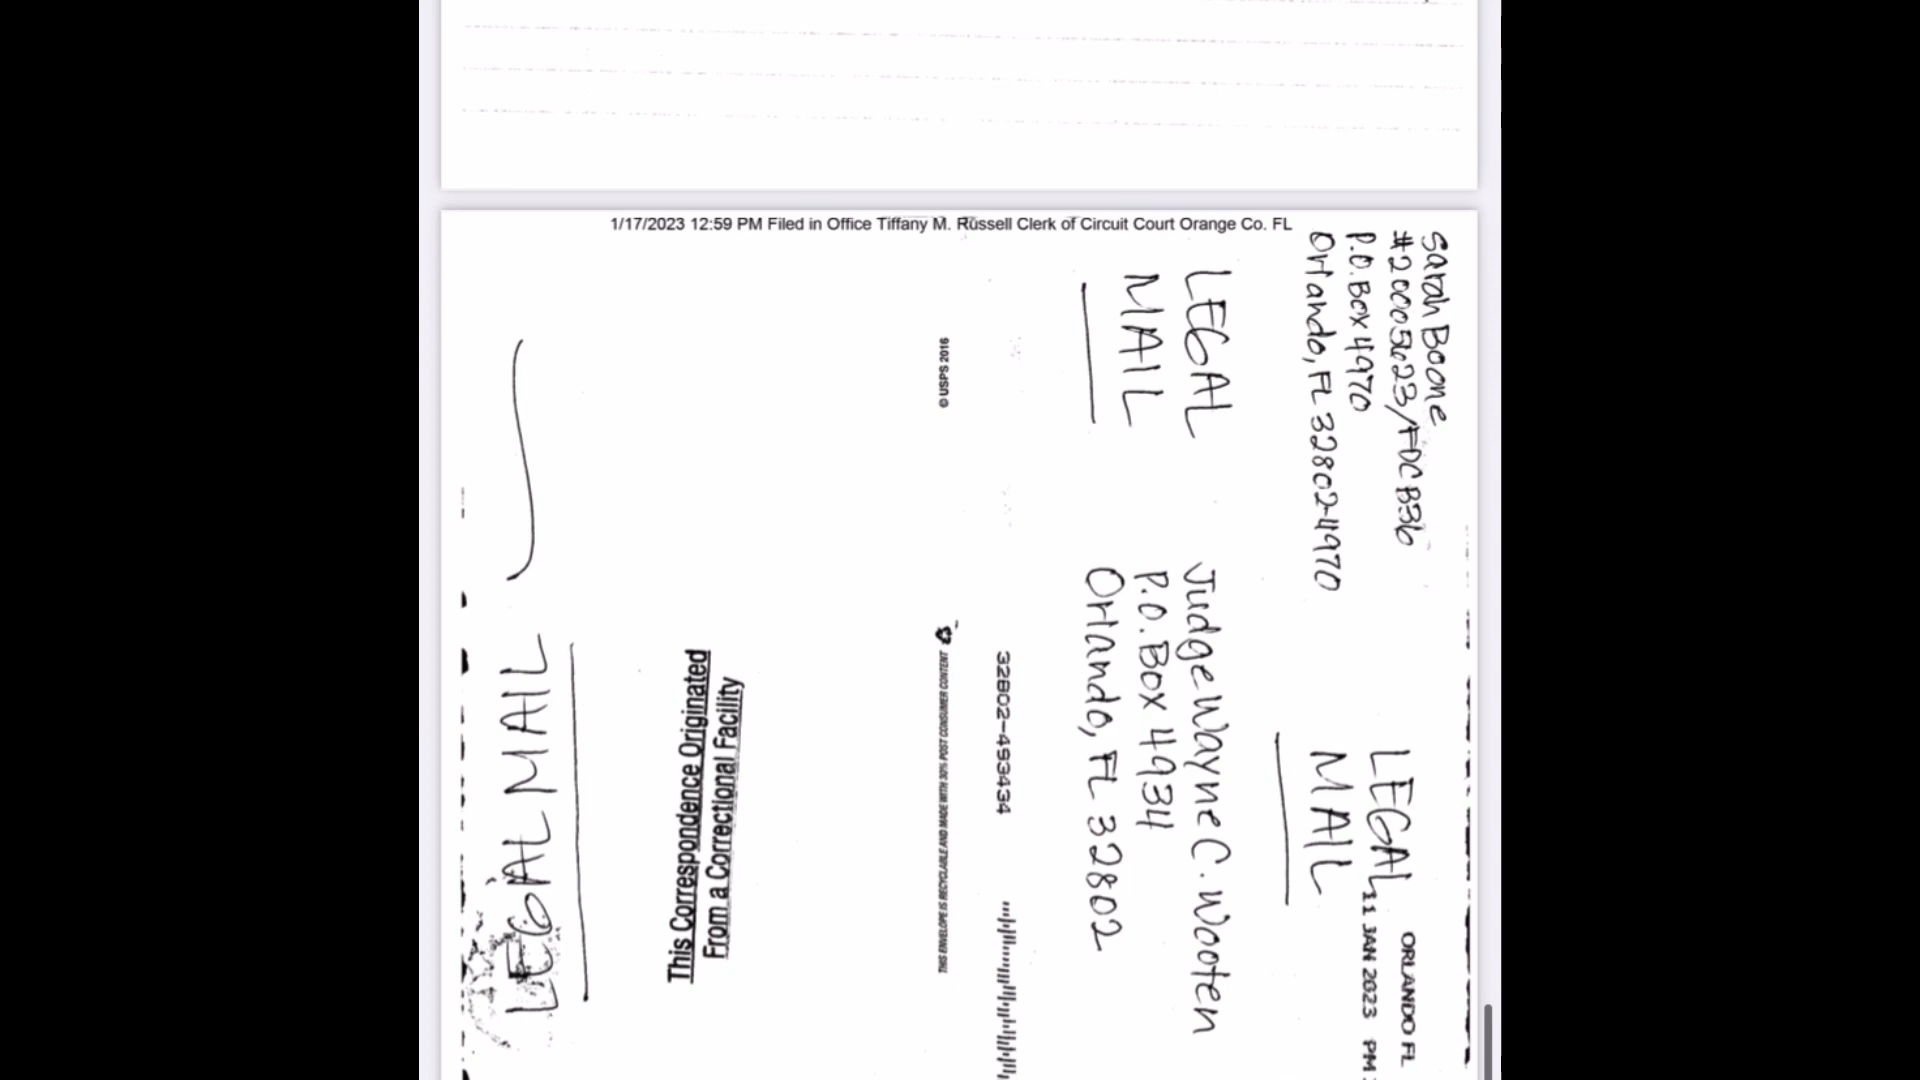 1/17/2023 12:59 PM Filed in Office Tiffany M. Russell Clerk of Circuit Court Orange Co. FL
Sarah Boone
#20005623/FDCB3b
P.O. Box 4970
Orlando, FL 32802-4970
LEGAL
MAIL
ORLANDO FL
11 JAN 2023 PM
LEGAL
MAIL
Judge Wayne C. Wooten
P.O. Box 4934
Orlando, FL 32802
32802-493434
© USPS 2016
THIS ENVELOPE IS RECYCLABLE AND MADE WITH 30% POST CONSUMER CONTENT
This Correspondence Originated
From a Correctional Facility
LEGAL MAIL